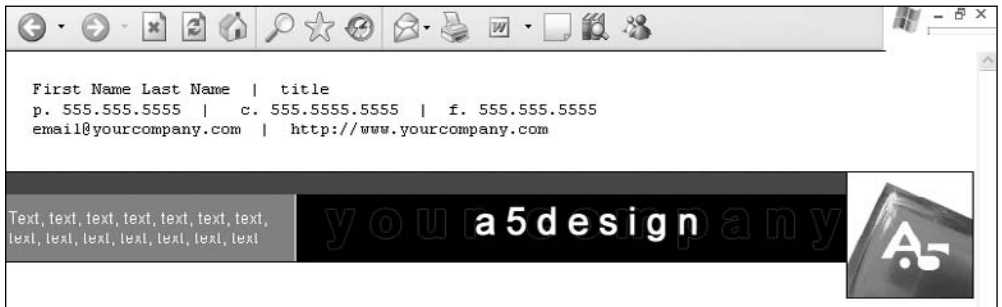 First Name Last Name | title
p. 555.555.5555 | c. 555.5555.5555 | f. 555.555.5555
email@yourcompany.com | http://www.yourcompany.com
Text, text, text, text, text, text, text,
text, text, text, text, text, text, text
your company
a5design
A5